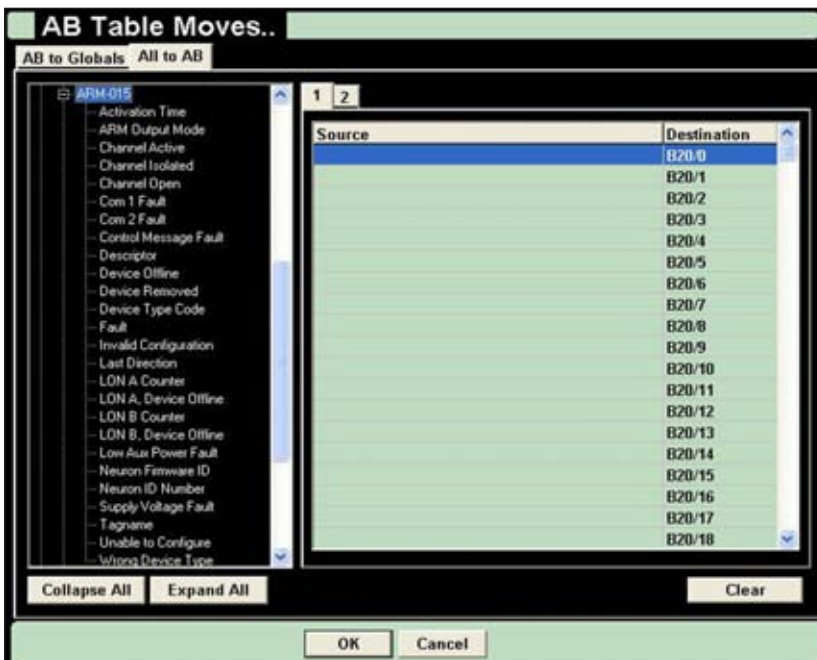 AB Table Moves..
AB to Globals
All to AB
ARM-015
Activation Time
ARM Output Mode
Channel Active
Channel Isolated
Channel Open
Com 1 Fault
Com 2 Fault
Control Message Fault
Descriptor
Device Offline
Device Removed
Device Type Code
Fault
Invalid Configuration
Last Direction
LON A Counter
LON A, Device Offline
LON B Counter
LON B, Device Offline
Low Aux Power Fault
Neuron Firmware ID
Neuron ID Number
Supply Voltage Fault
Tagname
Unable to Configure
Wrong Device Type
Collapse All
Expand All
1 2
Source Destination
B20/0
B20/1
B20/2
B20/3
B20/4
B20/5
B20/6
B20/7
B20/8
B20/9
B20/10
B20/11
B20/12
B20/13
B20/14
B20/15
B20/16
B20/17
B20/18
Clear
OK
Cancel